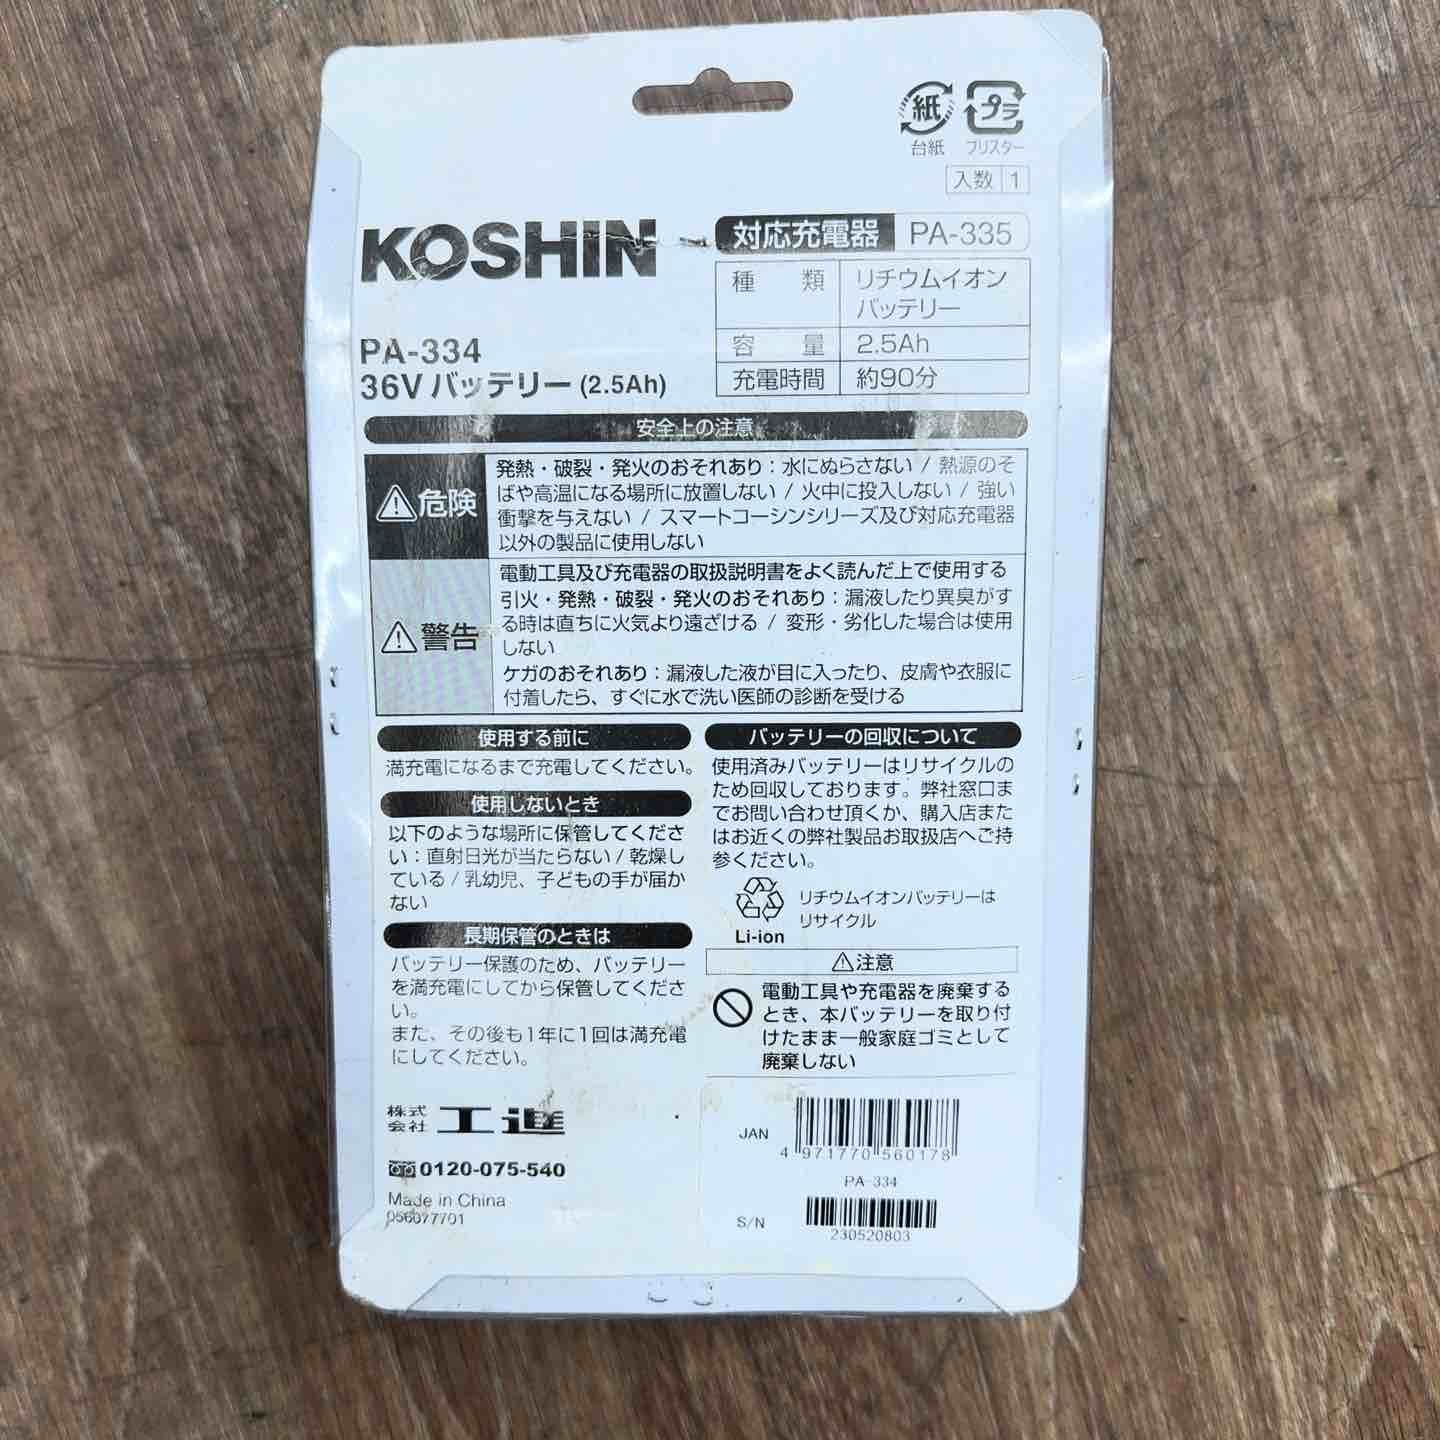 紙 プラ
台紙 ブリスター
入数 1
KOSHIN
対応充電器 PA-335
種 類 リチウムイオン
バッテリー
容 量 2.5Ah
充電時間 約90分
PA-334
36V バッテリー (2.5Ah)
安全上の注意
⚠危険
発熱・破裂・発火のおそれあり：水にぬらさない / 熱源のそ
ばや高温になる場所に放置しない / 火中に投入しない / 強い
衝撃を与えない / スマートコーシンシリーズ及び対応充電器
以外の製品に使用しない
⚠警告
電動工具及び充電器の取扱説明書をよく読んだ上で使用する
引火・発熱・破裂・発火のおそれあり：漏液したり異臭がす
る時は直ちに火気より遠ざける / 変形・劣化した場合は使用
しない
ケガのおそれあり：漏液した液が目に入ったり、皮膚や衣服に
付着したら、すぐに水で洗い医師の診断を受ける
使用する前に
満充電になるまで充電してください。
使用しないとき
以下のような場所に保管してくださ
い：直射日光が当たらない / 乾燥し
ている / 乳幼児、子どもの手が届か
ない
長期保管のときは
バッテリー保護のため、バッテリー
を満充電にしてから保管してくださ
い。
また、その後も1年に1回は満充電
にしてください。
バッテリーの回収について
使用済みバッテリーはリサイクルの
ため回収しております。弊社窓口ま
でお問い合わせ頂くか、購入店また
はお近くの弊社製品お取扱店へご持
参ください。
リチウムイオンバッテリーは
リサイクル
Li-ion
⚠注意
電動工具や充電器を廃棄する
とき、本バッテリーを取り付
けたまま一般家庭ゴミとして
廃棄しない
株式
会社 工進
0120-075-540
Made in China
056077701
JAN
4 971770 560178
PA-334
S/N
230520803